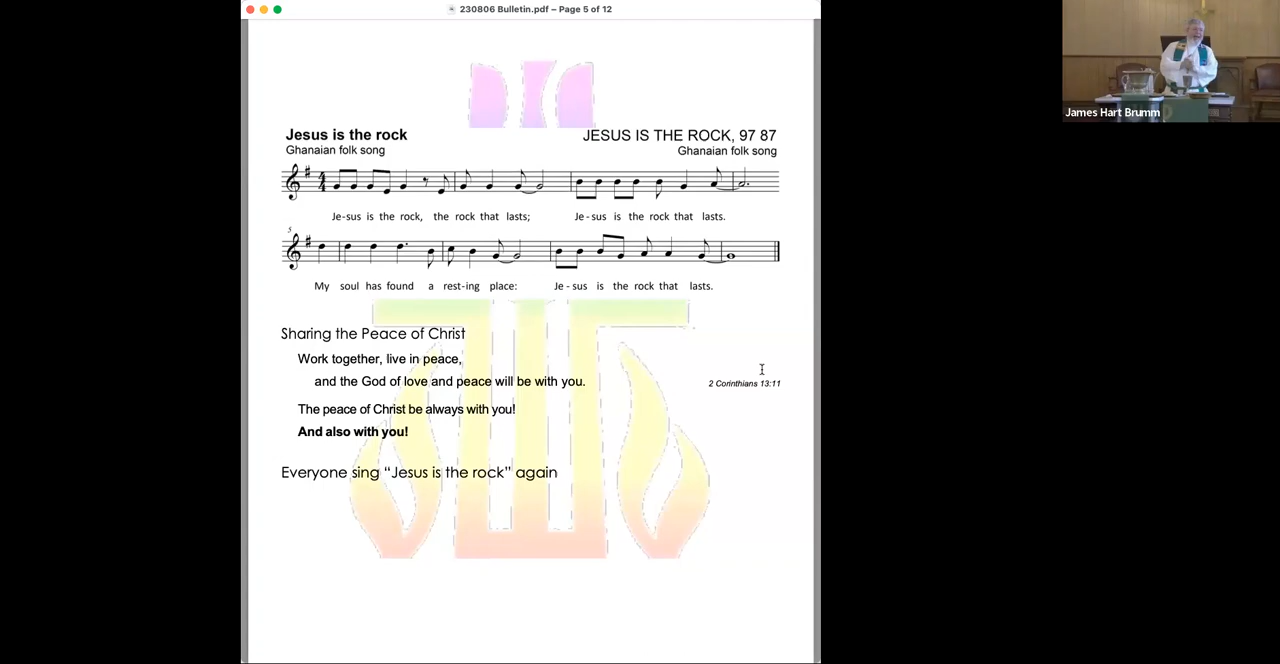 230806 Bulletin.pdf – Page 5 of 12
James Hart Brumm
Jesus is the rock
JESUS IS THE ROCK, 97 87
Ghanaian folk song
Ghanaian folk song
4
4
Je-sus is the rock, the rock that lasts; Je-sus is the rock that lasts.
5
My soul has found a rest-ing place: Je-sus is the rock that lasts.
Sharing the Peace of Christ
Work together, live in peace,
and the God of love and peace will be with you.
2 Corinthians 13:11
The peace of Christ be always with you!
And also with you!
Everyone sing “Jesus is the rock” again